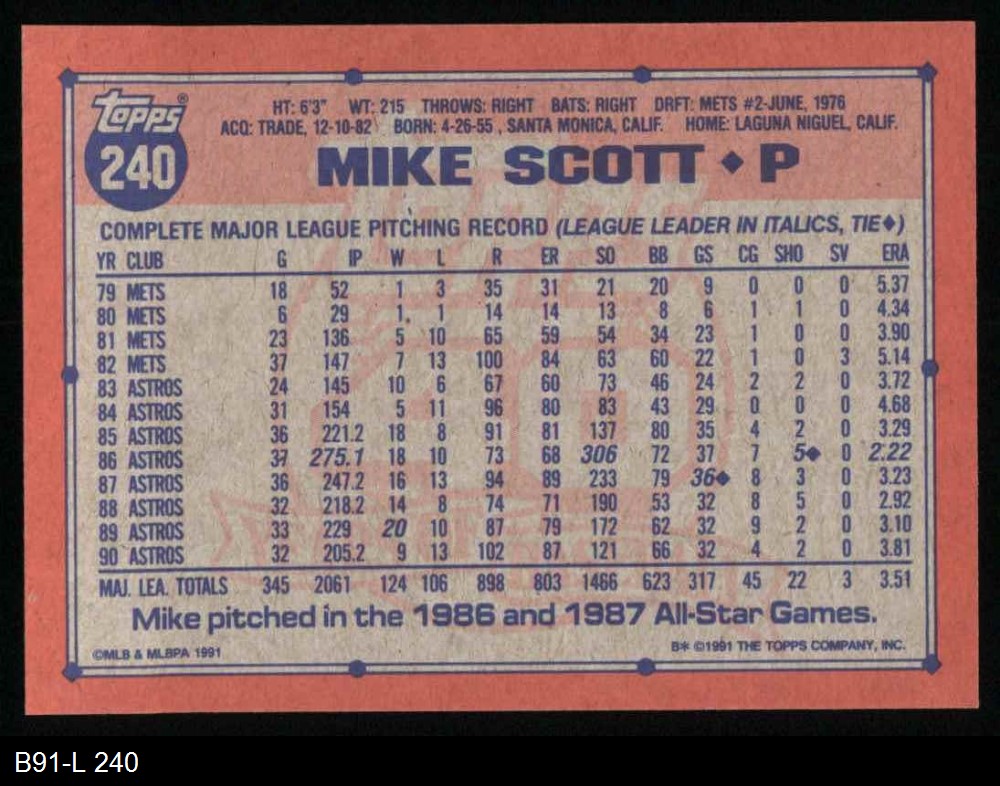 topps®
240
HT: 6'3" WT: 215 THROWS: RIGHT BATS: RIGHT DRFT: METS #2-JUNE, 1976
ACQ: TRADE, 12-10-82 BORN: 4-26-55 , SANTA MONICA, CALIF. HOME: LAGUNA NIGUEL, CALIF.
MIKE SCOTT ♦ P
COMPLETE MAJOR LEAGUE PITCHING RECORD (LEAGUE LEADER IN ITALICS, TIE♦)
YR CLUB G IP W L R ER SO BB GS CG SHO SV ERA
79 METS 18 52 1 3 35 31 21 20 9 0 0 0 5.37
80 METS 6 29 1 1 14 14 13 8 6 1 1 0 4.34
81 METS 23 136 5 10 65 59 54 34 23 1 0 0 3.90
82 METS 37 147 7 13 100 84 63 60 22 1 0 3 5.14
83 ASTROS 24 145 10 6 67 60 73 46 24 2 2 0 3.72
84 ASTROS 31 154 5 11 96 80 83 43 29 0 0 0 4.68
85 ASTROS 36 221.2 18 8 91 81 137 80 35 4 2 0 3.29
86 ASTROS 37 275.1 18 10 73 68 306 72 37 7 5♦ 0 2.22
87 ASTROS 36 247.2 16 13 94 89 233 79 36♦ 8 3 0 3.23
88 ASTROS 32 218.2 14 8 74 71 190 53 32 8 5 0 2.92
89 ASTROS 33 229 20 10 87 79 172 62 32 9 2 0 3.10
90 ASTROS 32 205.2 9 13 102 87 121 66 32 4 2 0 3.81
MAJ. LEA. TOTALS 345 2061 124 106 898 803 1466 623 317 45 22 3 3.51
Mike pitched in the 1986 and 1987 All-Star Games.
©MLB & MLBPA 1991 B* ©1991 THE TOPPS COMPANY, INC.
B91-L 240